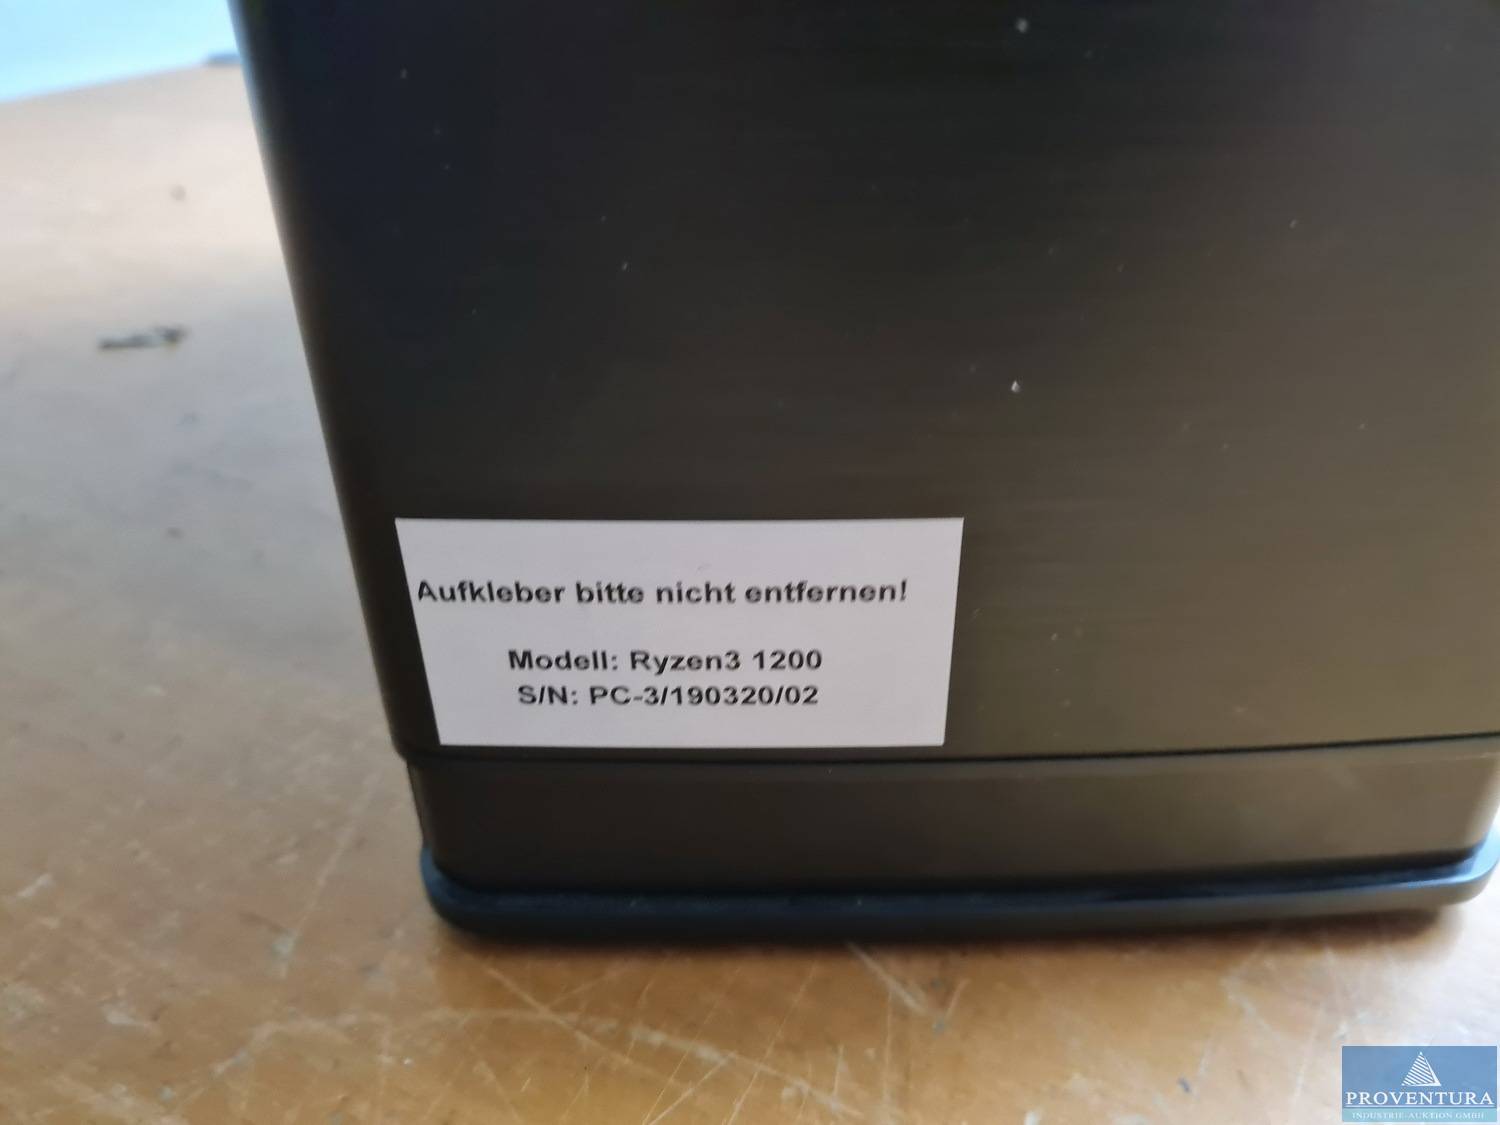 Aufkleber bitte nicht entfernen!
Modell: Ryzen3 1200
S/N: PC-3/190320/02
PROVENTURA
INDUSTRIE-AUKTION GMBH